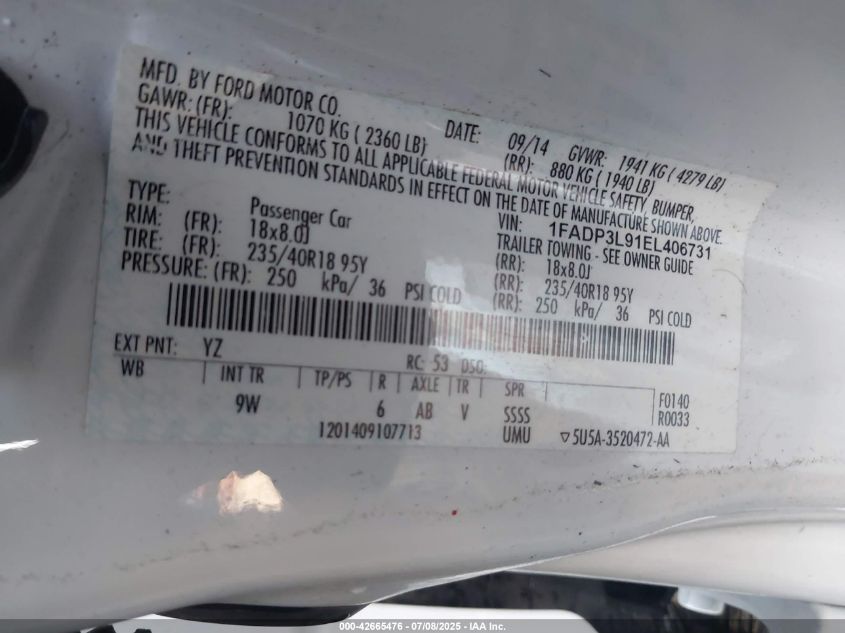 MFD. BY FORD MOTOR CO.
DATE: 09/14 GVWR: 1941 KG ( 4279 LB)
GAWR: (FR): 1070 KG ( 2360 LB) (RR): 880 KG ( 1940 LB)
THIS VEHICLE CONFORMS TO ALL APPLICABLE FEDERAL MOTOR VEHICLE SAFETY, BUMPER,
AND THEFT PREVENTION STANDARDS IN EFFECT ON THE DATE OF MANUFACTURE SHOWN ABOVE.
VIN: 1FADP3L91EL406731
TYPE: Passenger Car TRAILER TOWING - SEE OWNER GUIDE
RIM: (FR): 18x8.0J (RR): 18x8.0J
TIRE: (FR): 235/40R18 95Y (RR): 235/40R18 95Y
PRESSURE: (FR): 250 kPa/ 36 PSI COLD (RR): 250 kPa/ 36 PSI COLD
EXT PNT: YZ RC: 53 DSO:
WB INT TR TP/PS R AXLE TR SPR F0140
9W 6 AB V SSSS R0033
1201409107713 UMU ▽5U5A-3520472-AA
000-42665476 - 07/08/2025 - IAA Inc.